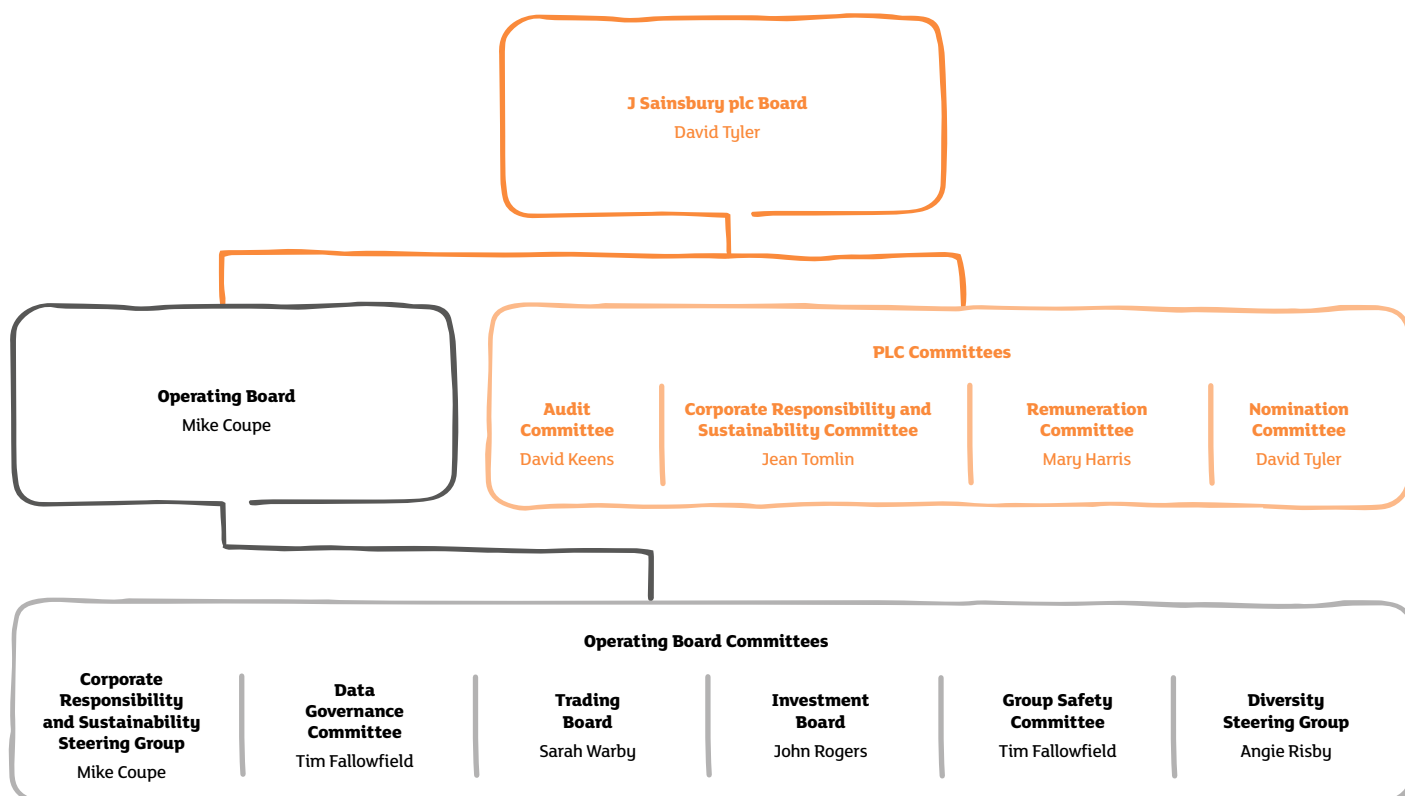 J Sainsbury plc Board
David Tyler
Operating Board
Mike Coupe
PLC Committees
Audit
Committee
David Keens
Corporate Responsibility and
Sustainability Committee
Jean Tomlin
Remuneration
Committee
Mary Harris
Nomination
Committee
David Tyler
Operating Board Committees
Corporate
Responsibility
and Sustainability
Steering Group
Mike Coupe
Data
Governance
Committee
Tim Fallowfield
Trading
Board
Sarah Warby
Investment
Board
John Rogers
Group Safety
Committee
Tim Fallowfield
Diversity
Steering Group
Angie Risby